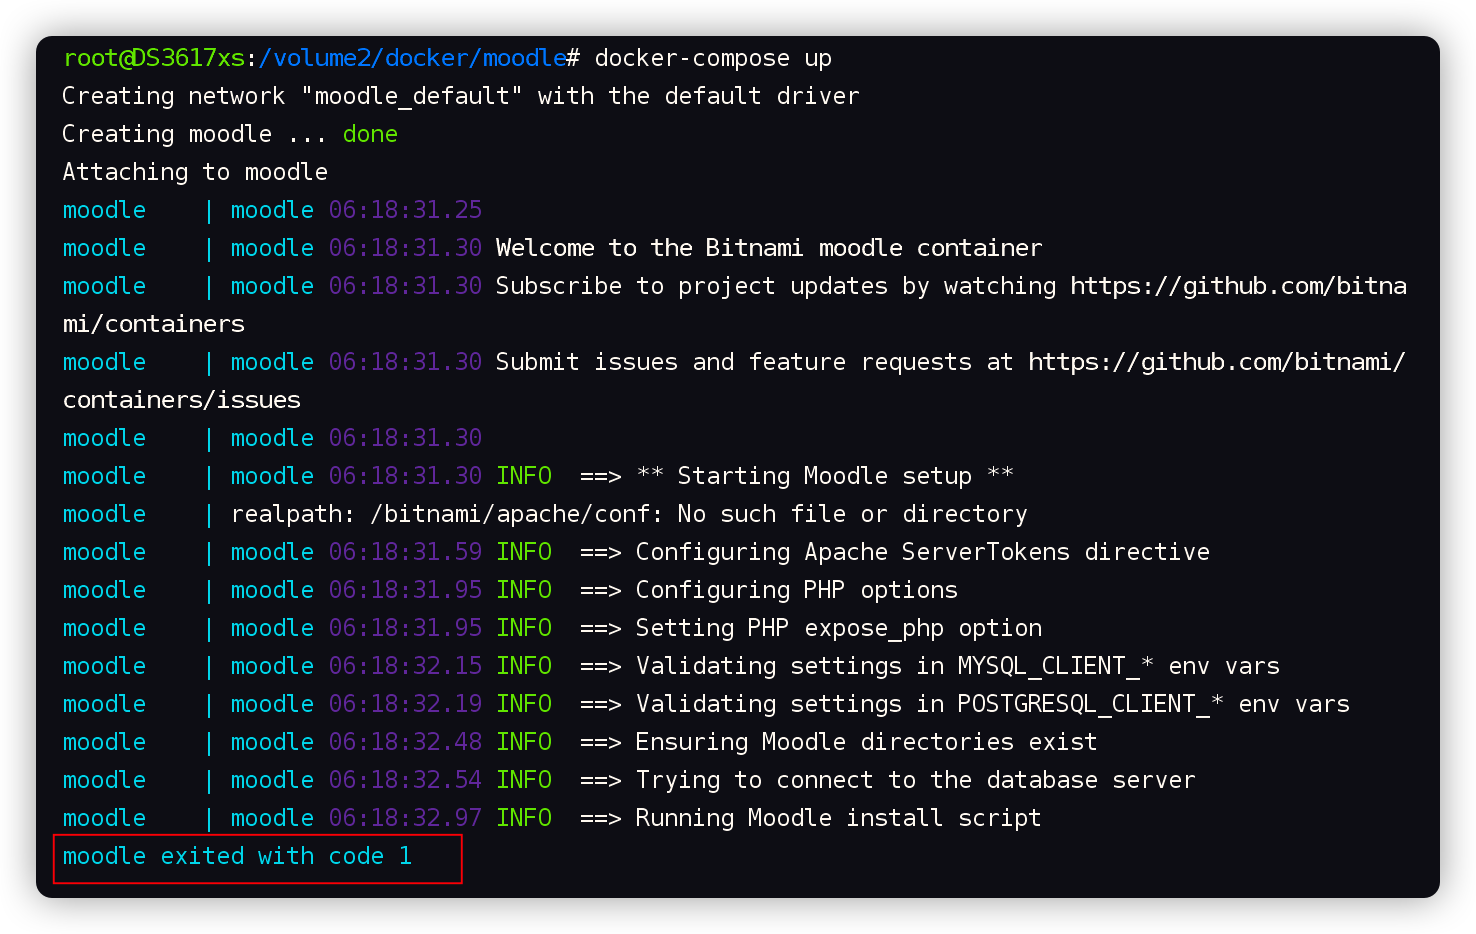 root@DS3617xs:/volume2/docker/moodle# docker-compose up
Creating network "moodle_default" with the default driver
Creating moodle ... done
Attaching to moodle
moodle    | moodle 06:18:31.25
moodle    | moodle 06:18:31.30 Welcome to the Bitnami moodle container
moodle    | moodle 06:18:31.30 Subscribe to project updates by watching https://github.com/bitna
mi/containers
moodle    | moodle 06:18:31.30 Submit issues and feature requests at https://github.com/bitnami/
containers/issues
moodle    | moodle 06:18:31.30
moodle    | moodle 06:18:31.30 INFO  ==> ** Starting Moodle setup **
moodle    | realpath: /bitnami/apache/conf: No such file or directory
moodle    | moodle 06:18:31.59 INFO  ==> Configuring Apache ServerTokens directive
moodle    | moodle 06:18:31.95 INFO  ==> Configuring PHP options
moodle    | moodle 06:18:31.95 INFO  ==> Setting PHP expose_php option
moodle    | moodle 06:18:32.15 INFO  ==> Validating settings in MYSQL_CLIENT_* env vars
moodle    | moodle 06:18:32.19 INFO  ==> Validating settings in POSTGRESQL_CLIENT_* env vars
moodle    | moodle 06:18:32.48 INFO  ==> Ensuring Moodle directories exist
moodle    | moodle 06:18:32.54 INFO  ==> Trying to connect to the database server
moodle    | moodle 06:18:32.97 INFO  ==> Running Moodle install script
moodle exited with code 1